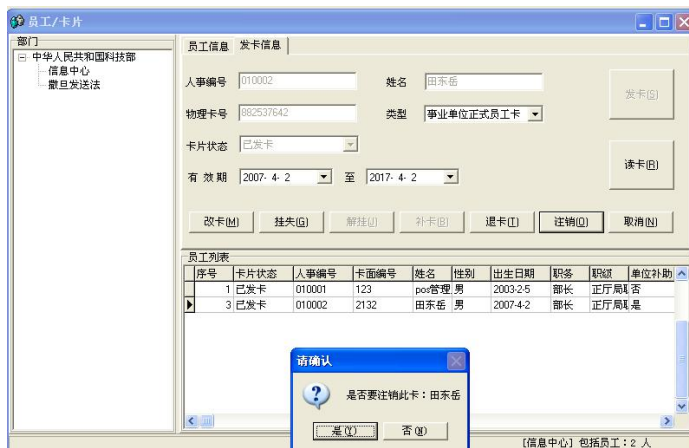 员工/卡片
部门
中华人民共和国科技部
信息中心
撒旦发送法
员工信息 发卡信息
人事编号 010002 姓名 田东岳
发卡(S)
物理卡号 882537642 类型 事业单位正式员工卡
卡片状态 已发卡
读卡(R)
有 效 期 2007- 4- 2 至 2017- 4- 2
改卡(M) 挂失(G) 解挂(J) 补卡(B) 退卡(T) 注销(O) 取消(N)
员工列表
序号 卡片状态 人事编号 卡面编号 姓名 性别 出生日期 职务 职级 单位补助
1 已发卡 010001 123 pos管理 男 2003-2-5 部长 正厅局 否
3 已发卡 010002 2132 田东岳 男 2007-4-2 部长 正厅局 是
请确认
是否要注销此卡：田东岳
是(Y) 否(N)
[信息中心] 包括员工：2 人